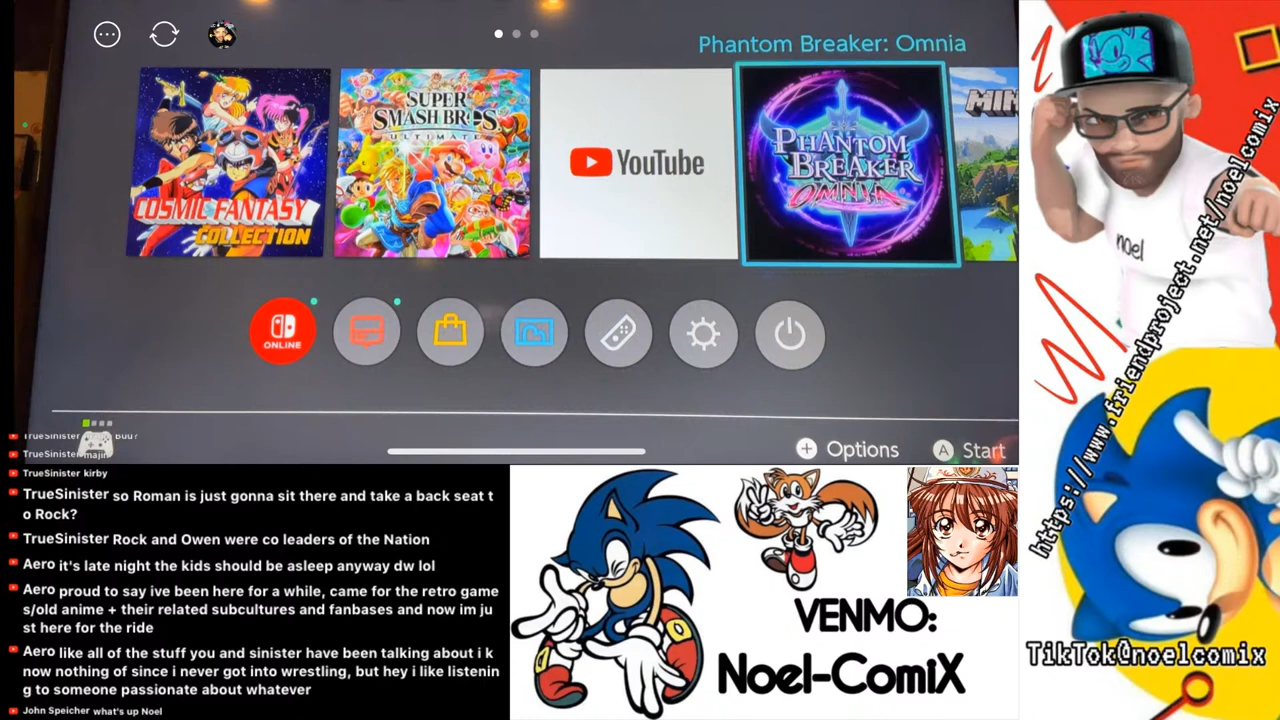 Phantom Breaker: Omnia
COSMIC FANTASY
COLLECTION
SUPER
SMASH BROS.
ULTIMATE
YouTube
PHANTOM
BREAKER
OMNIA
MIN
ONLINE
Options
A Start
TrueSinister Buu?
TrueSinister majin
TrueSinister kirby
TrueSinister so Roman is just gonna sit there and take a back seat t
o Rock?
TrueSinister Rock and Owen were co leaders of the Nation
Aero it's late night the kids should be asleep anyway dw lol
Aero proud to say ive been here for a while, came for the retro game
s/old anime + their related subcultures and fanbases and now im ju
st here for the ride
Aero like all of the stuff you and sinister have been talking about i k
now nothing of since i never got into wrestling, but hey i like listenin
g to someone passionate about whatever
John Speicher what's up Noel
VENMO:
Noel-ComiX
noel
https://www.friendproject.net/noelcomix
TikTok@noelcomix